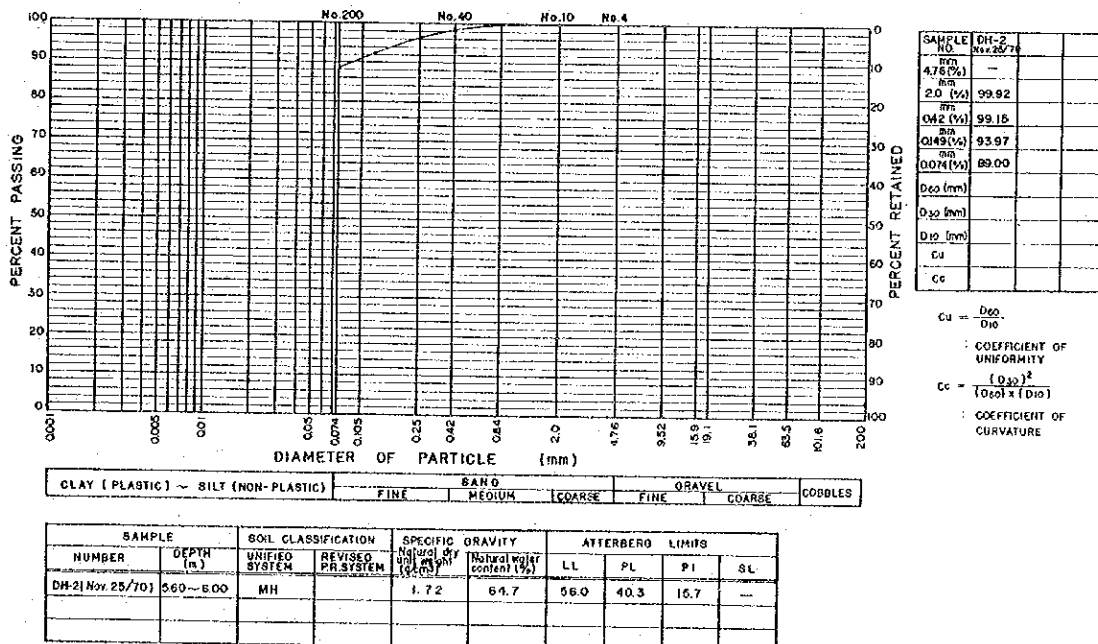 No.200 No.40 No.10 No.4
PERCENT PASSING
100
90
80
70
60
50
40
30
20
10
0
PERCENT RETAINED
0
10
20
30
40
50
60
70
80
90
100
0.001 0.005 0.01 0.05 0.074 0.105 0.25 0.42 0.84 2.0 4.76 9.52 15.9 19.1 38.1 63.5 101.6 200
DIAMETER OF PARTICLE (mm)
CLAY (PLASTIC) ~ SILT (NON-PLASTIC) SAND GRAVEL COBBLES
FINE MEDIUM COARSE FINE COARSE
SAMPLE NO. DH-2 Nov.25/70
mm 4.76 (%) —
mm 2.0 (%) 99.92
mm 0.42 (%) 99.18
mm 0.149 (%) 93.97
mm 0.074 (%) 89.00
D60 (mm)
D30 (mm)
D10 (mm)
Cu
Cc
Cu = D60 / D10
: COEFFICIENT OF UNIFORMITY
Cc = (D30)² / (D60) x (D10)
: COEFFICIENT OF CURVATURE
SAMPLE SOIL CLASSIFICATION SPECIFIC GRAVITY ATTERBERG LIMITS
NUMBER DEPTH (m) UNIFIED SYSTEM REVISED P.R.SYSTEM Natural dry unit weight Natural water content (%) LL PL PI SL
DH-2(Nov.25/70) 5.60~6.00 MH 1.72 64.7 56.0 40.3 15.7 —